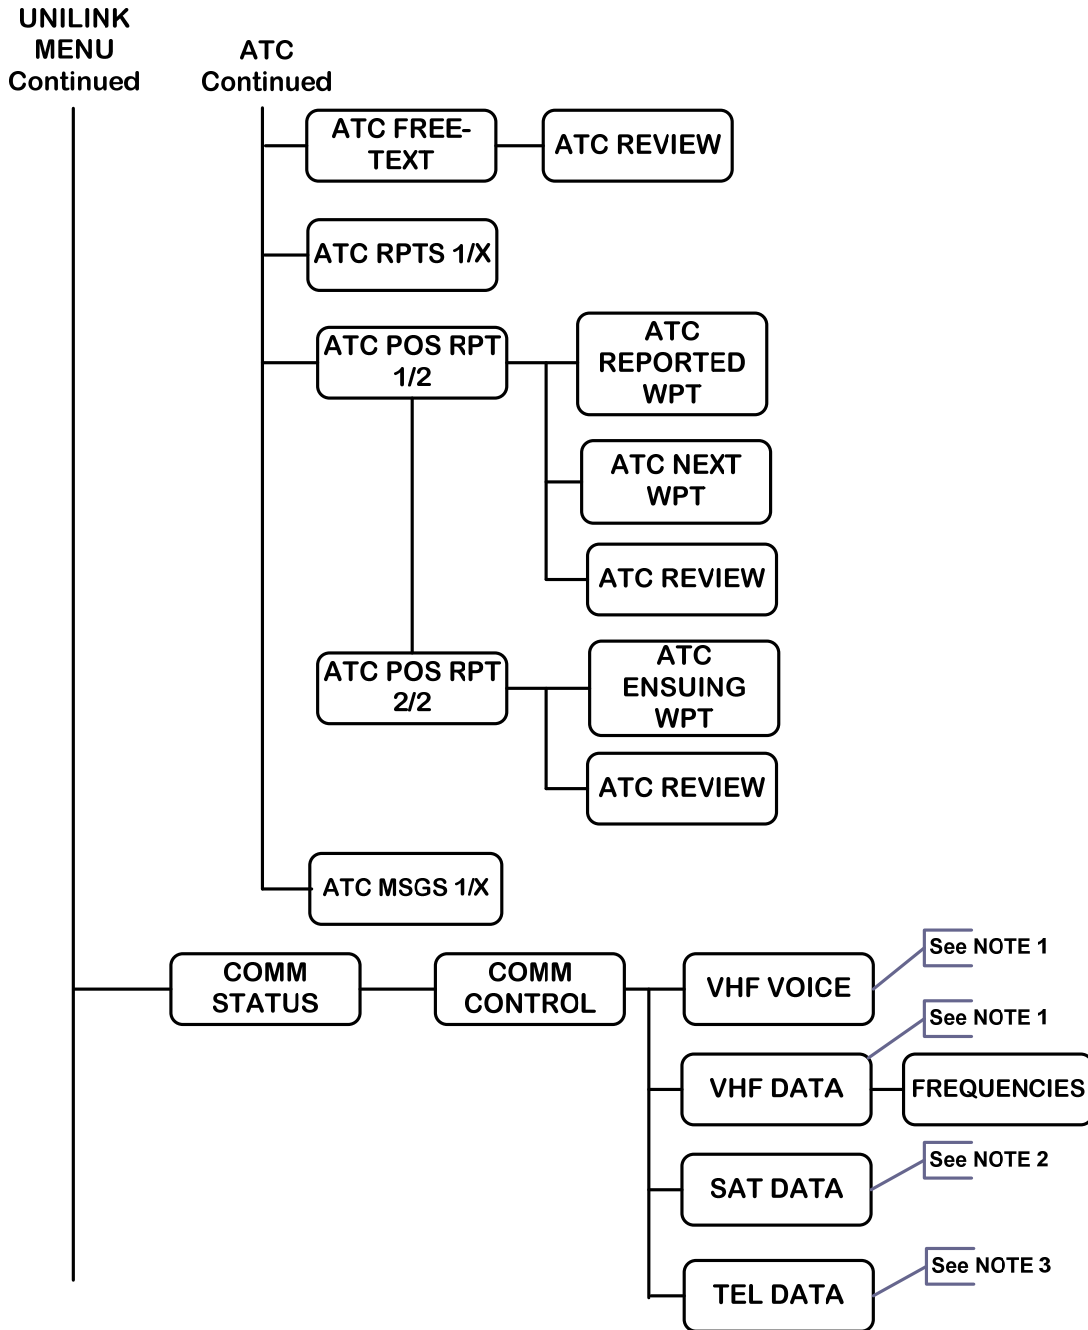 UNILINK
MENU
Continued
ATC
Continued
ATC FREE-
TEXT
ATC REVIEW
ATC RPTS 1/X
ATC POS RPT
1/2
ATC
REPORTED
WPT
ATC NEXT
WPT
ATC REVIEW
ATC POS RPT
2/2
ATC
ENSUING
WPT
ATC REVIEW
ATC MSGS 1/X
COMM
STATUS
COMM
CONTROL
VHF VOICE
See NOTE 1
See NOTE 1
VHF DATA
FREQUENCIES
SAT DATA
See NOTE 2
TEL DATA
See NOTE 3